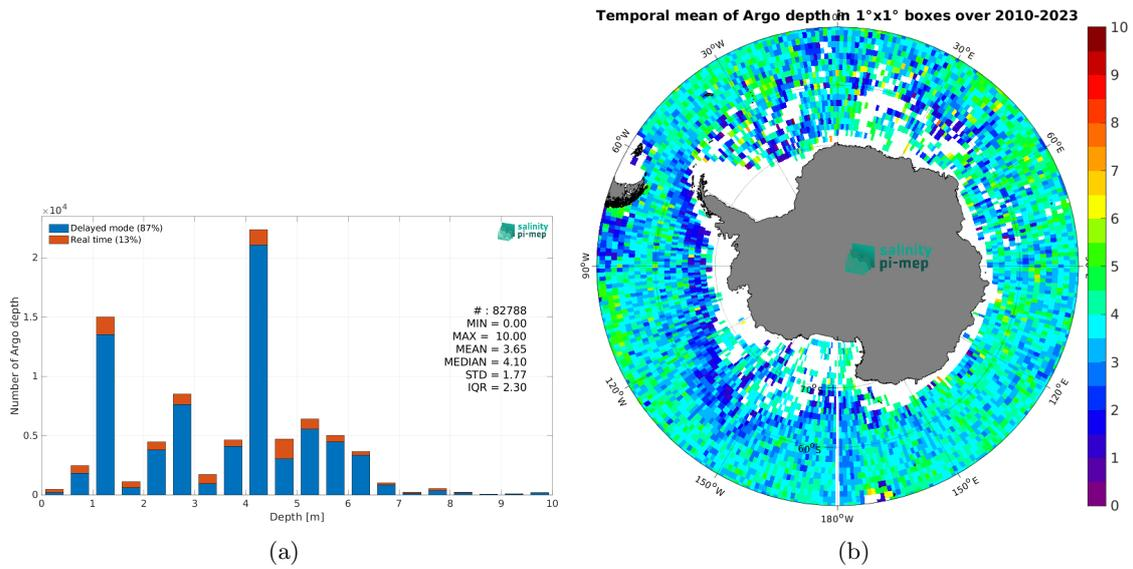 ×10⁴
Delayed mode (87%)
Real time (13%)
salinity
pi-mep
2
1.5
1
0.5
0
Number of Argo depth
# : 82788
MIN = 0.00
MAX = 10.00
MEAN = 3.65
MEDIAN = 4.10
STD = 1.77
IQR = 2.30
0 1 2 3 4 5 6 7 8 9 10
Depth [m]
(a)
Temporal mean of Argo depth in 1°x1° boxes over 2010-2023
30°W
30°E
60°W
60°E
90°W
120°W
120°E
150°W
150°E
180°W
70°S
60°S
salinity
pi-mep
10
9
8
7
6
5
4
3
2
1
0
(b)